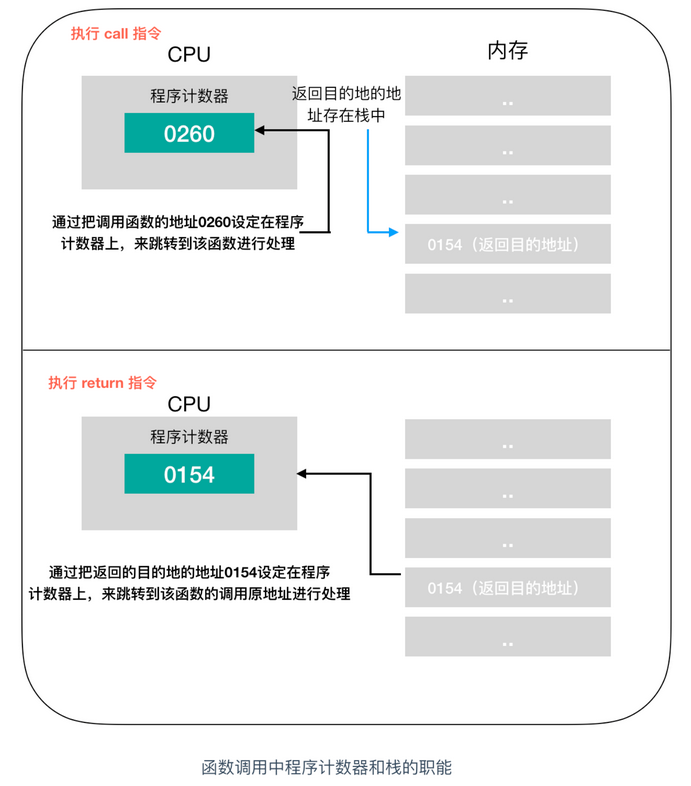 执行 call 指令
CPU
内存
程序计数器
0260
返回目的地的地
址存在栈中
..
..
..
0154（返回目的地址）
..
通过把调用函数的地址0260设定在程序
计数器上，来跳转到该函数进行处理
执行 return 指令
CPU
程序计数器
0154
..
..
..
0154（返回目的地址）
..
通过把返回的目的地的地址0154设定在程序
计数器上，来跳转到该函数的调用原地址进行处理
函数调用中程序计数器和栈的职能